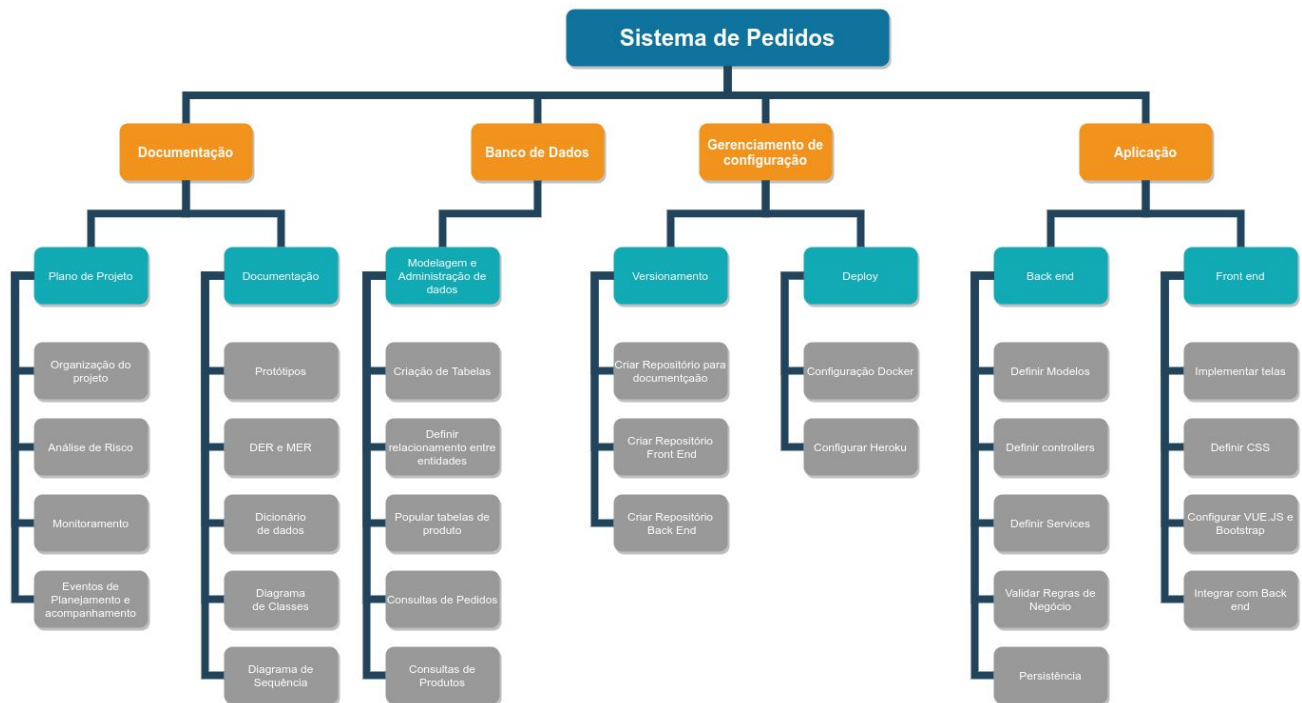 Sistema de Pedidos
Documentação
Banco de Dados
Gerenciamento de
configuração
Aplicação
Plano de Projeto
Documentação
Modelagem e
Administração de
dados
Versionamento
Deploy
Back end
Front end
Organização do
projeto
Protótipos
Criação de Tabelas
Criar Repositório para
documentçaão
Configuração Docker
Definir Modelos
Implementar telas
Análise de Risco
DER e MER
Definir
relacionamento entre
entidades
Criar Repositório
Front End
Configurar Heroku
Definir controllers
Definir CSS
Monitoramento
Dicionário
de dados
Popular tabelas de
produto
Criar Repositório
Back End
Definir Services
Configurar VUE.JS e
Bootstrap
Eventos de
Planejamento e
acompanhamento
Diagrama
de Classes
Consultas de Pedidos
Validar Regras de
Negócio
Integrar com Back
end
Diagrama de
Sequência
Consultas de
Produtos
Persistência